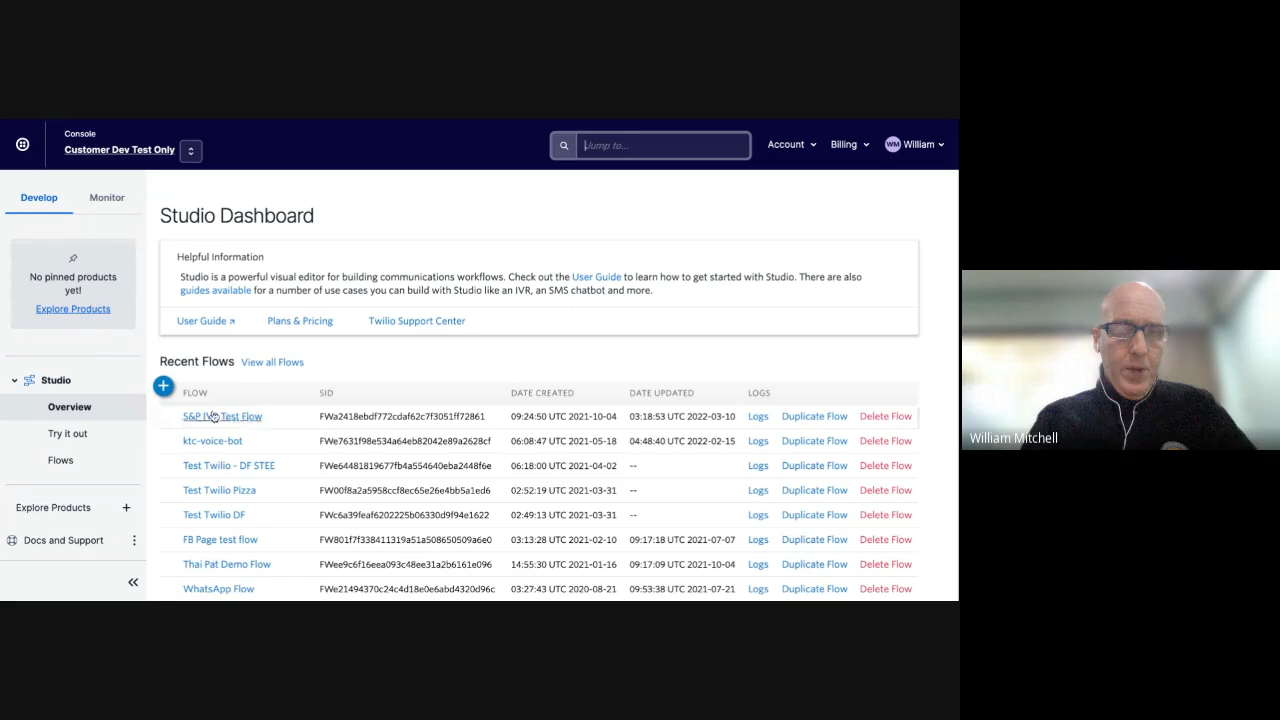 Console
Customer Dev Test Only
Jump to...
Account
Billing
WM William
Develop
Monitor
No pinned products
yet!
Explore Products
Studio
Overview
Try it out
Flows
Explore Products +
Docs and Support
Studio Dashboard
Helpful Information
Studio is a powerful visual editor for building communications workflows. Check out the User Guide to learn how to get started with Studio. There are also
guides available for a number of use cases you can build with Studio like an IVR, an SMS chatbot and more.
User Guide Plans & Pricing Twilio Support Center
Recent Flows View all Flows
FLOW SID DATE CREATED DATE UPDATED LOGS
S&P IVR Test Flow FWa2418ebdf772cdaf62c7f3051ff72861 09:24:50 UTC 2021-10-04 03:18:53 UTC 2022-03-10 Logs Duplicate Flow Delete Flow
ktc-voice-bot FWe7631f98e534a64eb82042e89a2628cf 06:08:47 UTC 2021-05-18 04:48:40 UTC 2022-02-15 Logs Duplicate Flow Delete Flow
Test Twilio - DF STEE FWe64481819677fb4a554640eba2448f6e 06:18:00 UTC 2021-04-02 -- Logs Duplicate Flow Delete Flow
Test Twilio Pizza FW00f8a2a5958ccf8ec65e26e4bb5a1ed6 02:52:19 UTC 2021-03-31 -- Logs Duplicate Flow Delete Flow
Test Twilio DF FWc6a39feaf6202225b06330d9f94e1622 02:49:13 UTC 2021-03-31 -- Logs Duplicate Flow Delete Flow
FB Page test flow FW801f7f338411319a51a508650509a6e0 03:13:28 UTC 2021-02-10 09:17:18 UTC 2021-07-07 Logs Duplicate Flow Delete Flow
Thai Pat Demo Flow FWee9c6f16eea093c48ee31a2b6161e096 14:55:30 UTC 2021-01-16 09:17:09 UTC 2021-10-04 Logs Duplicate Flow Delete Flow
WhatsApp Flow FWe21494370c24c4d18e0e6abd4320d96c 03:27:43 UTC 2020-08-21 09:53:38 UTC 2021-07-21 Logs Duplicate Flow Delete Flow
William Mitchell